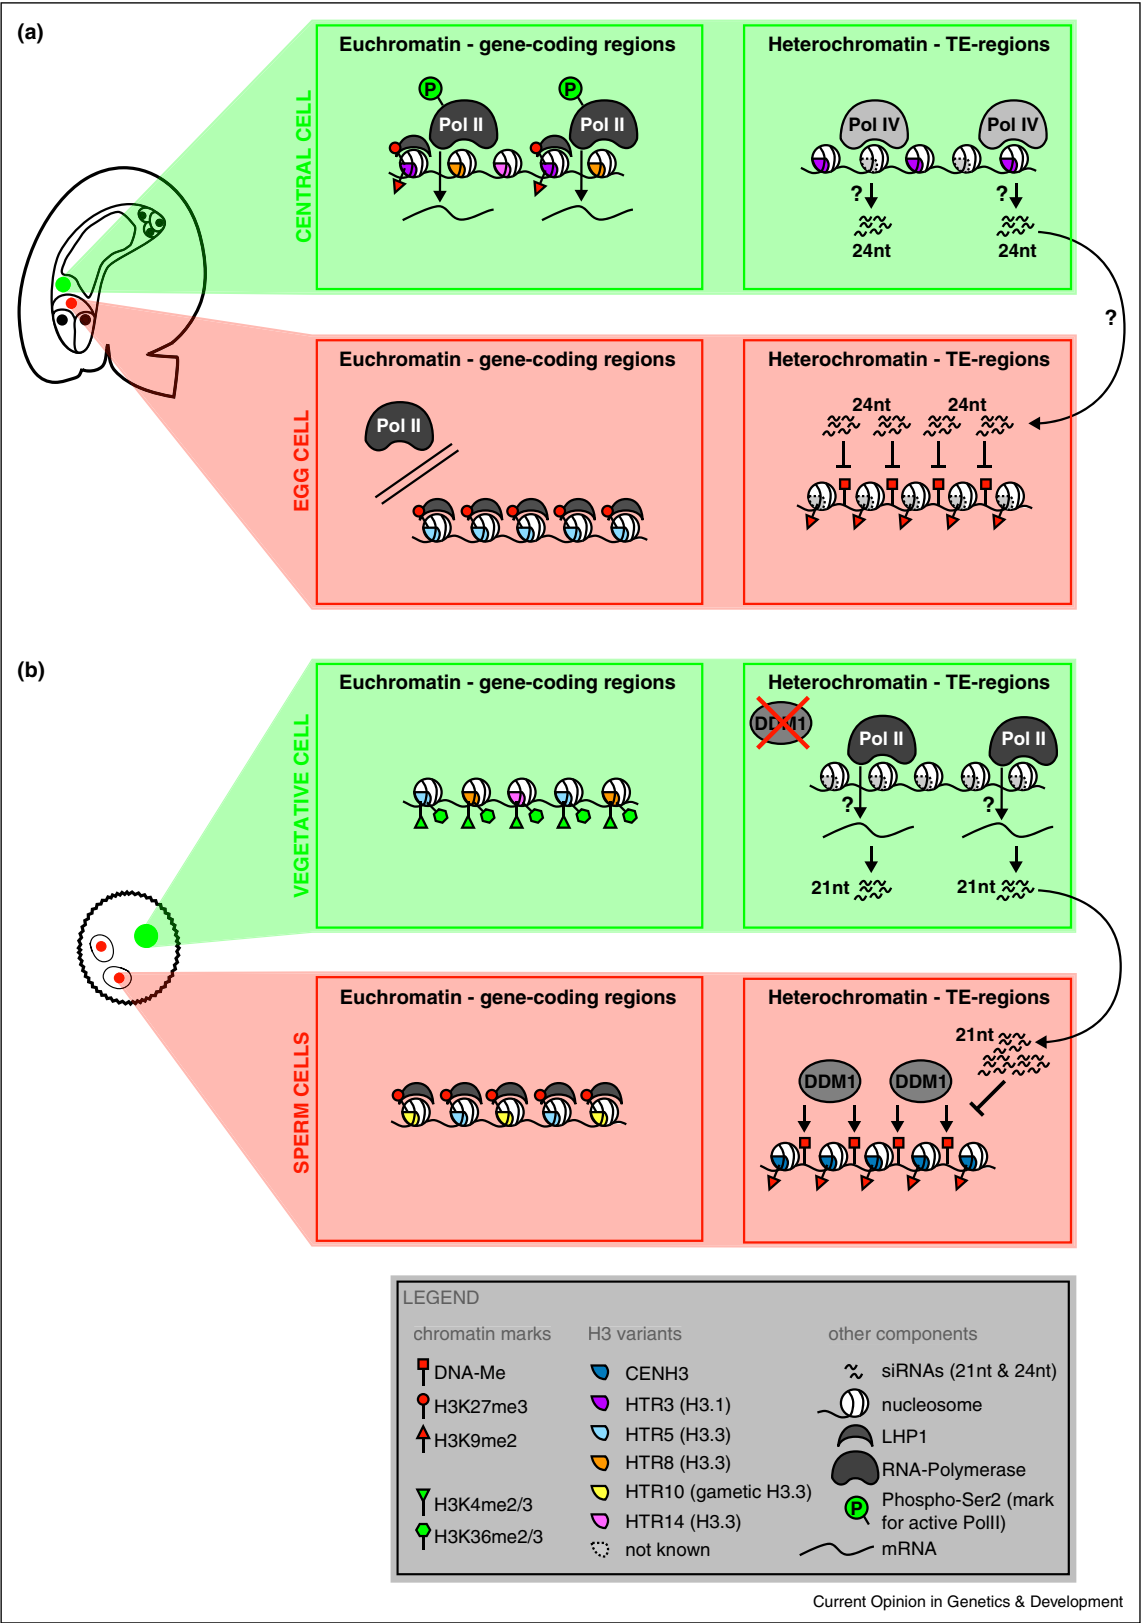 (a)
CENTRAL CELL
Euchromatin - gene-coding regions
P
P
Pol II
Pol II
Heterochromatin - TE-regions
Pol IV
Pol IV
?
?
24nt
24nt
?
EGG CELL
Euchromatin - gene-coding regions
Pol II
Heterochromatin - TE-regions
24nt
24nt
(b)
VEGETATIVE CELL
Euchromatin - gene-coding regions
Heterochromatin - TE-regions
DDM1
Pol II
Pol II
?
?
21nt
21nt
SPERM CELLS
Euchromatin - gene-coding regions
Heterochromatin - TE-regions
21nt
DDM1
DDM1
LEGEND
chromatin marks
DNA-Me
H3K27me3
H3K9me2
H3K4me2/3
H3K36me2/3
H3 variants
CENH3
HTR3 (H3.1)
HTR5 (H3.3)
HTR8 (H3.3)
HTR10 (gametic H3.3)
HTR14 (H3.3)
not known
other components
siRNAs (21nt & 24nt)
nucleosome
LHP1
RNA-Polymerase
P
Phospho-Ser2 (mark
for active PolII)
mRNA
Current Opinion in Genetics & Development